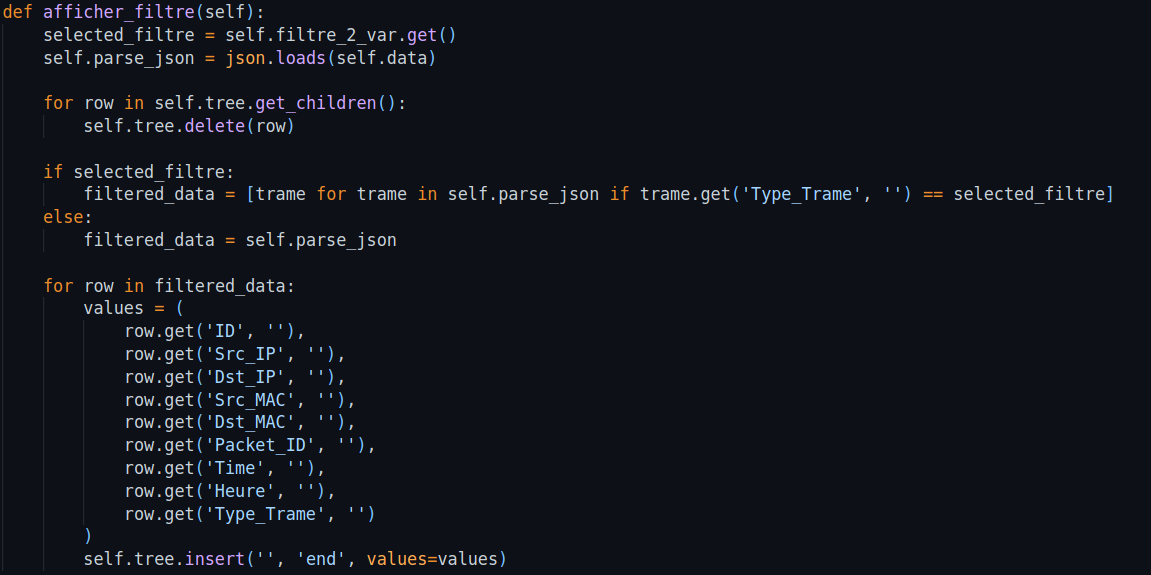 def afficher_filtre(self):
    selected_filtre = self.filtre_2_var.get()
    self.parse_json = json.loads(self.data)

    for row in self.tree.get_children():
        self.tree.delete(row)

    if selected_filtre:
        filtered_data = [trame for trame in self.parse_json if trame.get('Type_Trame', '') == selected_filtre]
    else:
        filtered_data = self.parse_json

    for row in filtered_data:
        values = (
            row.get('ID', ''),
            row.get('Src_IP', ''),
            row.get('Dst_IP', ''),
            row.get('Src_MAC', ''),
            row.get('Dst_MAC', ''),
            row.get('Packet_ID', ''),
            row.get('Time', ''),
            row.get('Heure', ''),
            row.get('Type_Trame', '')
        )
        self.tree.insert('', 'end', values=values)